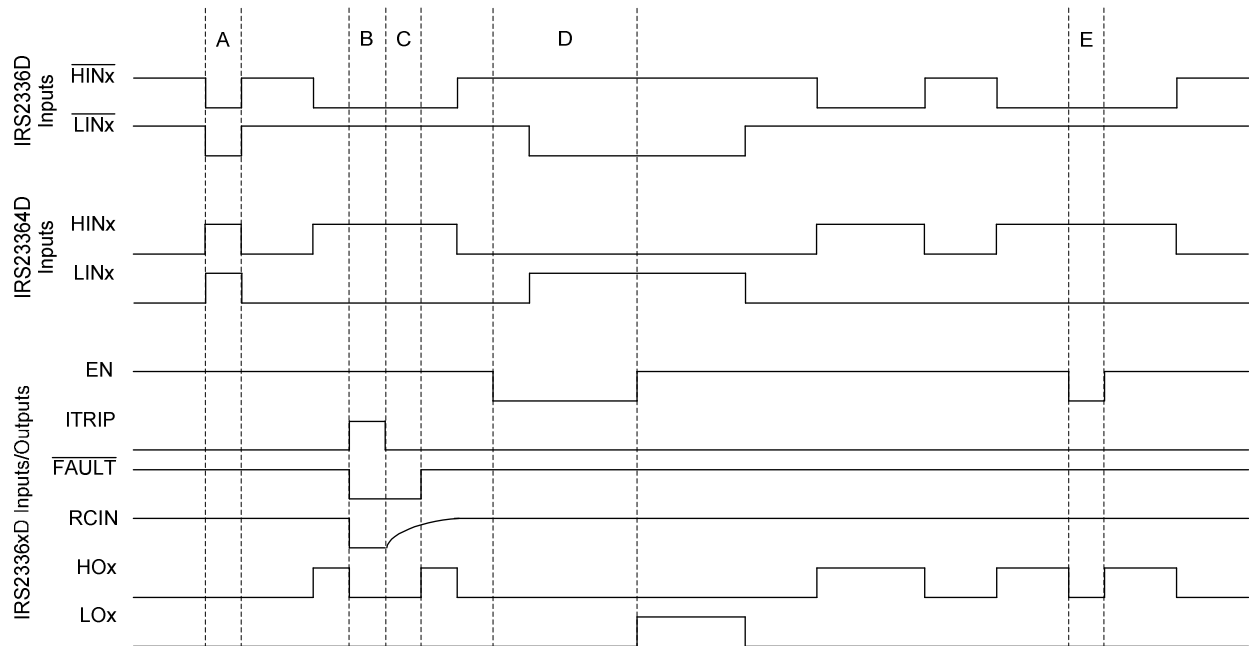 A
B
C
D
E
IRS2336D
Inputs
HINx
LINx
IRS23364D
Inputs
HINx
LINx
IRS2336xD Inputs/Outputs
EN
ITRIP
FAULT
RCIN
HOx
LOx